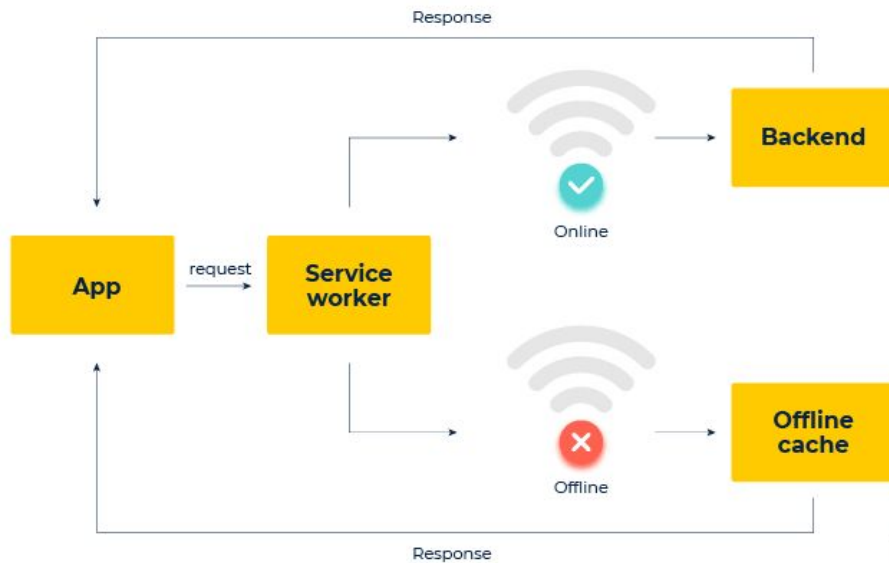 Response
Backend
Online
App
request
Service
worker
Offline
Offline
cache
Response